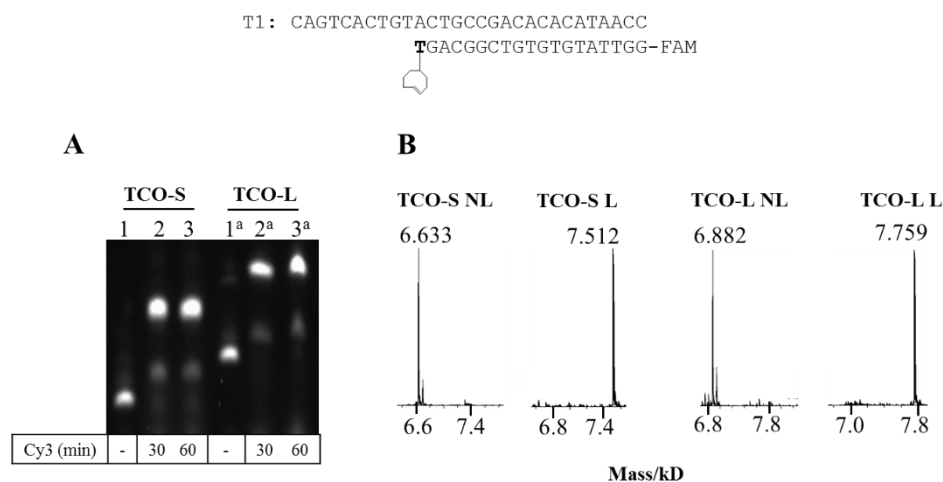 T1: CAGTCACTGTACTGCCGACACACATAACC
TGACGGCTGTGTGTATTGG-FAM
A
B
TCO-S TCO-L
1 2 3 1a 2a 3a
Cy3 (min) - 30 60 - 30 60
TCO-S NL TCO-S L TCO-L NL TCO-L L
6.633 7.512 6.882 7.759
6.6 7.4 6.8 7.4 6.8 7.8 7.0 7.8
Mass/kD